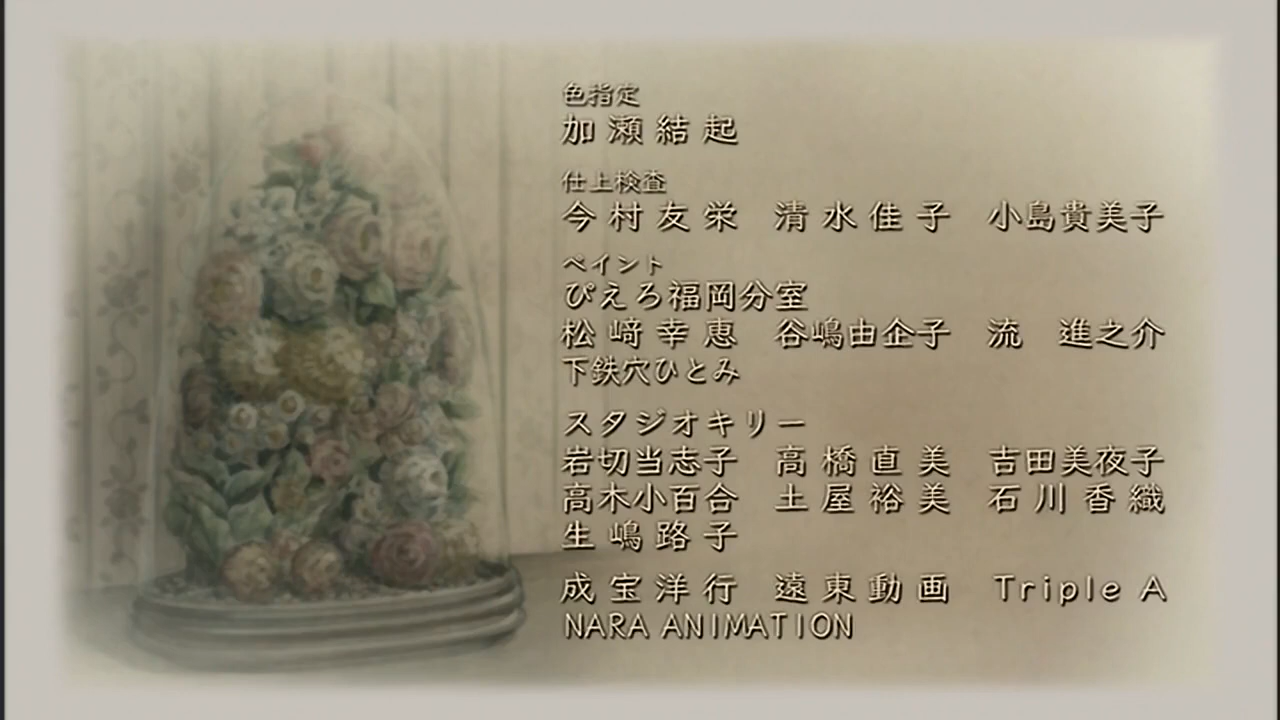 色指定
加瀬結起
仕上検査
今村友栄 清水佳子 小島貴美子
ペイント
ぴえろ福岡分室
松﨑幸恵 谷嶋由企子 流 進之介
下鉄穴ひとみ
スタジオキリー
岩切当志子 高橋直美 吉田美夜子
高木小百合 土屋裕美 石川香織
生嶋路子
成宝洋行 遠東動画 Triple A
NARA ANIMATION